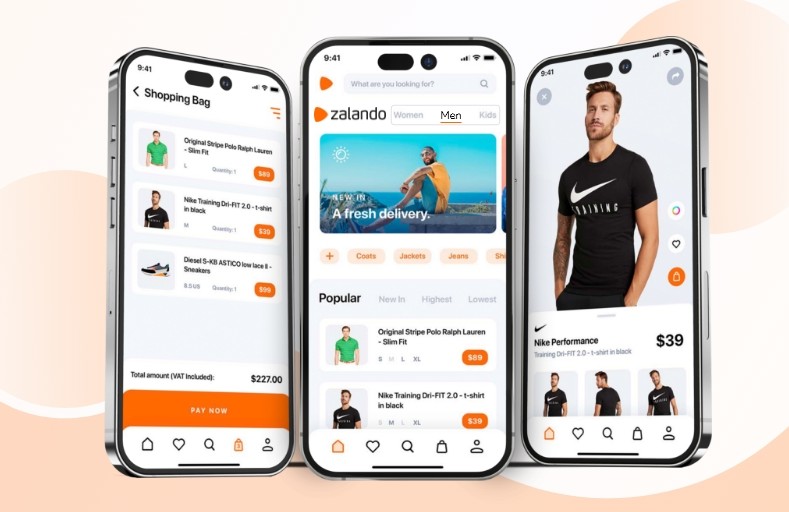 9:41
Shopping Bag
Original Stripe Polo Ralph Lauren
- Slim Fit
L Quantity: 1 $89
Nike Training Dri-FIT 2.0 - t-shirt
in black
M Quantity: 1 $39
Diesel S-KB ASTICO low lace II -
Sneakers
8.5 US Quantity: 1 $99
Total amount (VAT Included): $227.00
PAY NOW
9:41
What are you looking for?
zalando Women Men Kids
NEW IN
A fresh delivery.
+ Coats Jackets Jeans
Popular New In Highest Lowest
Original Stripe Polo Ralph Lauren
- Slim Fit
S M L XL $89
Nike Training Dri-FIT 2.0 - t-shirt
in black
S M L XL $39
9:41
TRAINING
Nike Performance $39
Training Dri-FIT 2.0 - t-shirt in black